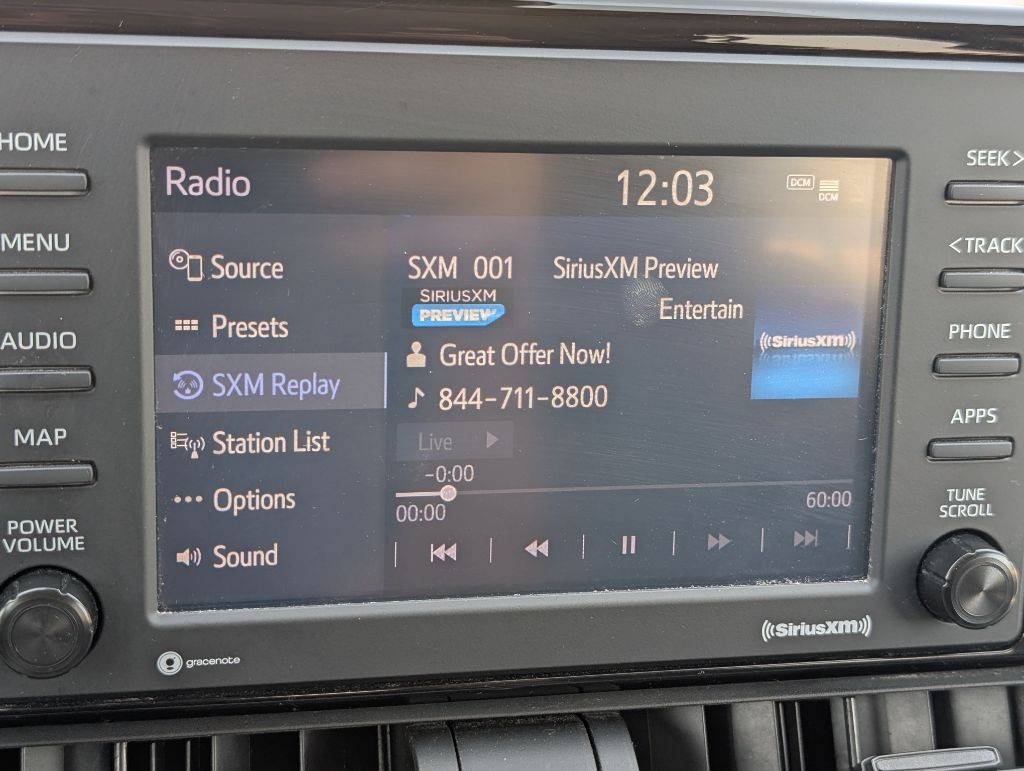 HOME
MENU
AUDIO
MAP
POWER
VOLUME
Radio
12:03
DCM
DCM
Source
Presets
SXM Replay
Station List
Options
Sound
SXM 001
SiriusXM Preview
SIRIUSXM
PREVIEW
Entertain
Great Offer Now!
844-711-8800
Live
-0:00
00:00
60:00
SiriusXM
SEEK >
< TRACK
PHONE
APPS
TUNE
SCROLL
gracenote
SiriusXM